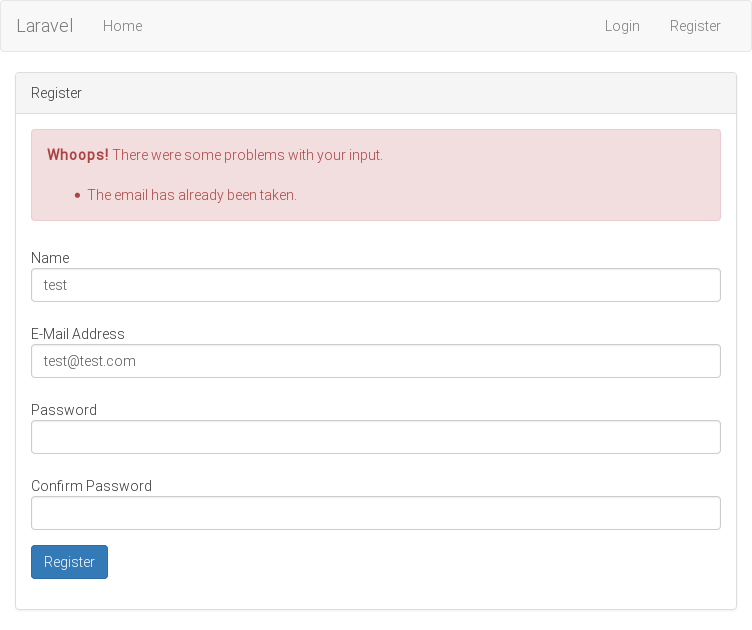 Laravel Home Login Register
Register
Whoops! There were some problems with your input.
• The email has already been taken.
Name
test
E-Mail Address
test@test.com
Password
Confirm Password
Register